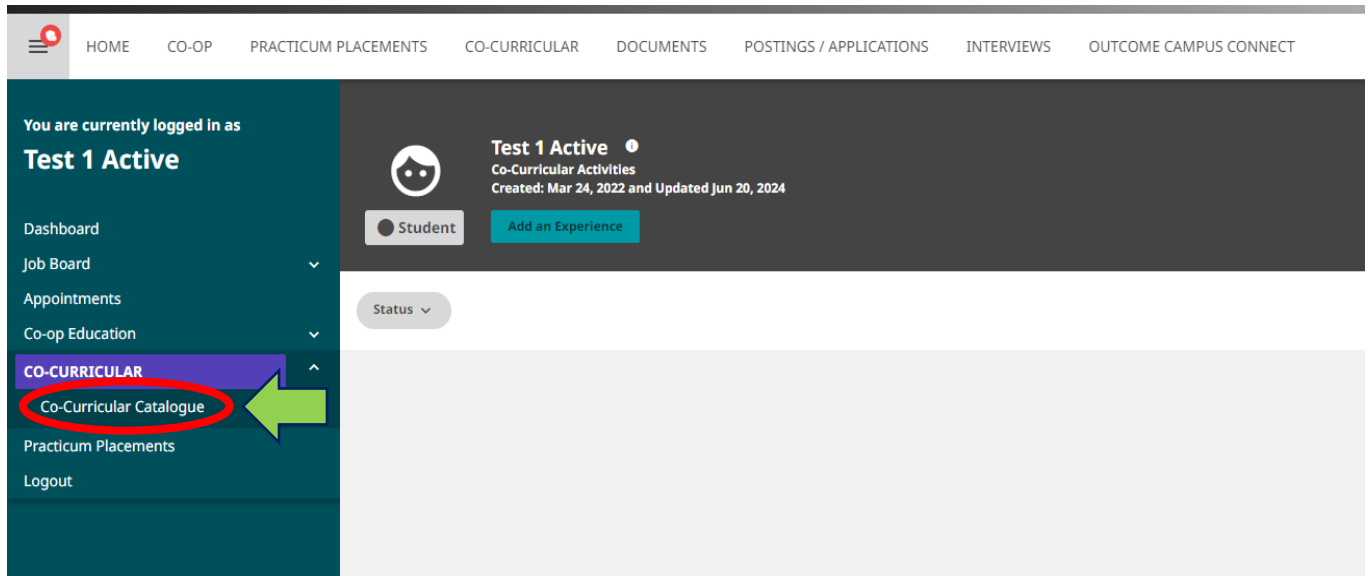 HOME CO-OP PRACTICUM PLACEMENTS CO-CURRICULAR DOCUMENTS POSTINGS / APPLICATIONS INTERVIEWS OUTCOME CAMPUS CONNECT
You are currently logged in as
Test 1 Active
Dashboard
Job Board
Appointments
Co-op Education
CO-CURRICULAR
Co-Curricular Catalogue
Practicum Placements
Logout
Test 1 Active
Co-Curricular Activities
Created: Mar 24, 2022 and Updated Jun 20, 2024
Student
Add an Experience
Status